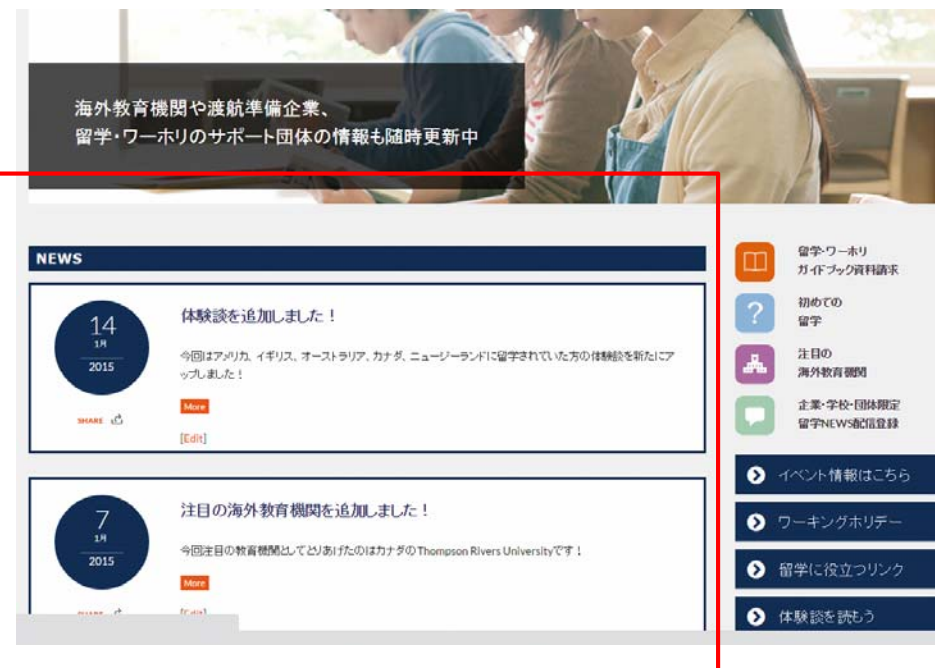 海外教育機関や渡航準備企業、
留学・ワーホリのサポート団体の情報も随時更新中
NEWS
14
1月
2015
SHARE
体験談を追加しました！
今回はアメリカ、イギリス、オーストラリア、カナダ、ニュージーランドに留学されていた方の体験談を新たにア
ップしました！
More
[Edit]
7
1月
2015
SHARE
注目の海外教育機関を追加しました！
今回注目の教育機関としてとりあげたのはカナダのThompson Rivers Universityです！
More
[Edit]
留学・ワーホリ
ガイドブック資料請求
?
初めての
留学
注目の
海外教育機関
企業・学校・団体限定
留学NEWS配信登録
イベント情報はこちら
ワーキングホリデー
留学に役立つリンク
体験談を読もう